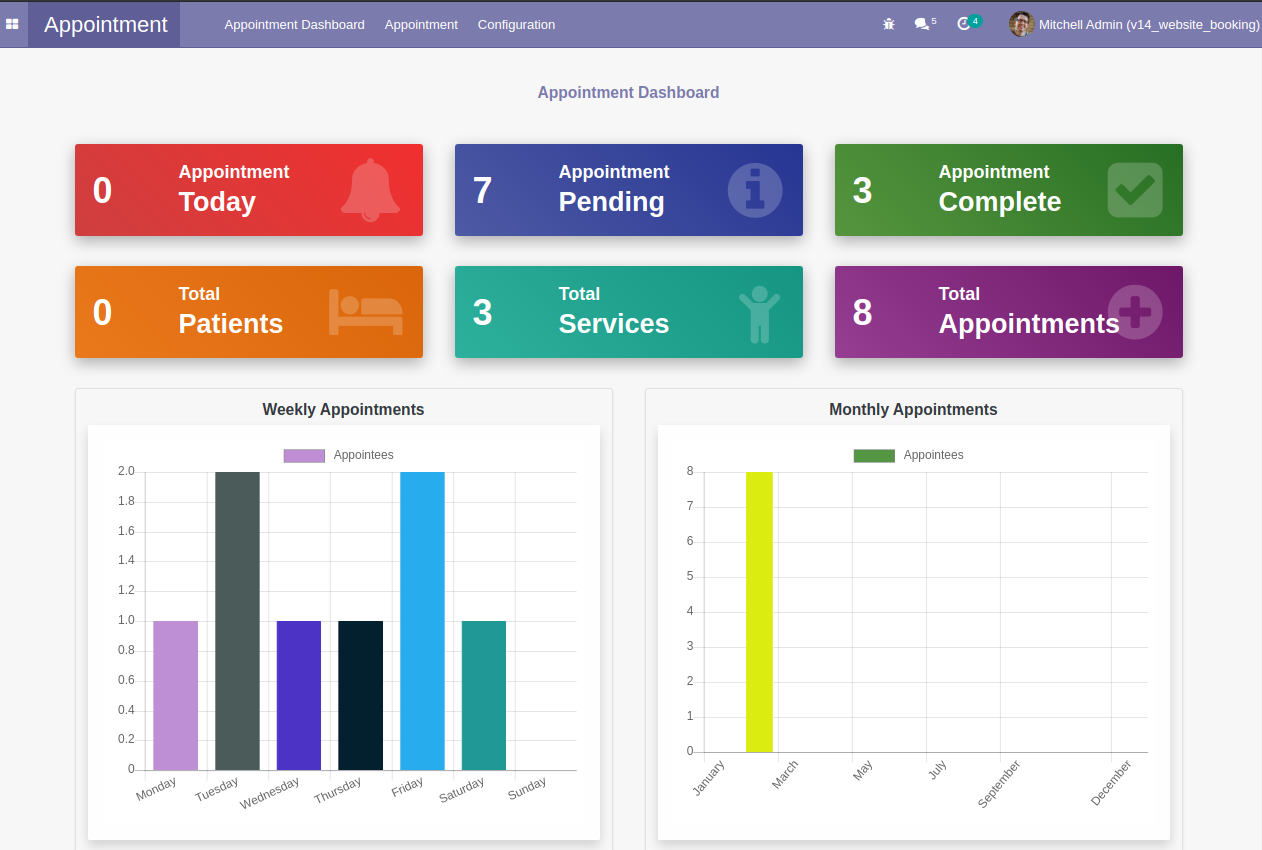 Appointment Appointment Dashboard Appointment Configuration 5 4 Mitchell Admin (v14_website_booking)
Appointment Dashboard
0 Appointment Today
7 Appointment Pending
3 Appointment Complete
0 Total Patients
3 Total Services
8 Total Appointments
Weekly Appointments
Appointees
2.0
1.8
1.6
1.4
1.2
1.0
0.8
0.6
0.4
0.2
0
Monday Tuesday Wednesday Thursday Friday Saturday Sunday
Monthly Appointments
Appointees
8
7
6
5
4
3
2
1
0
January March May July September December